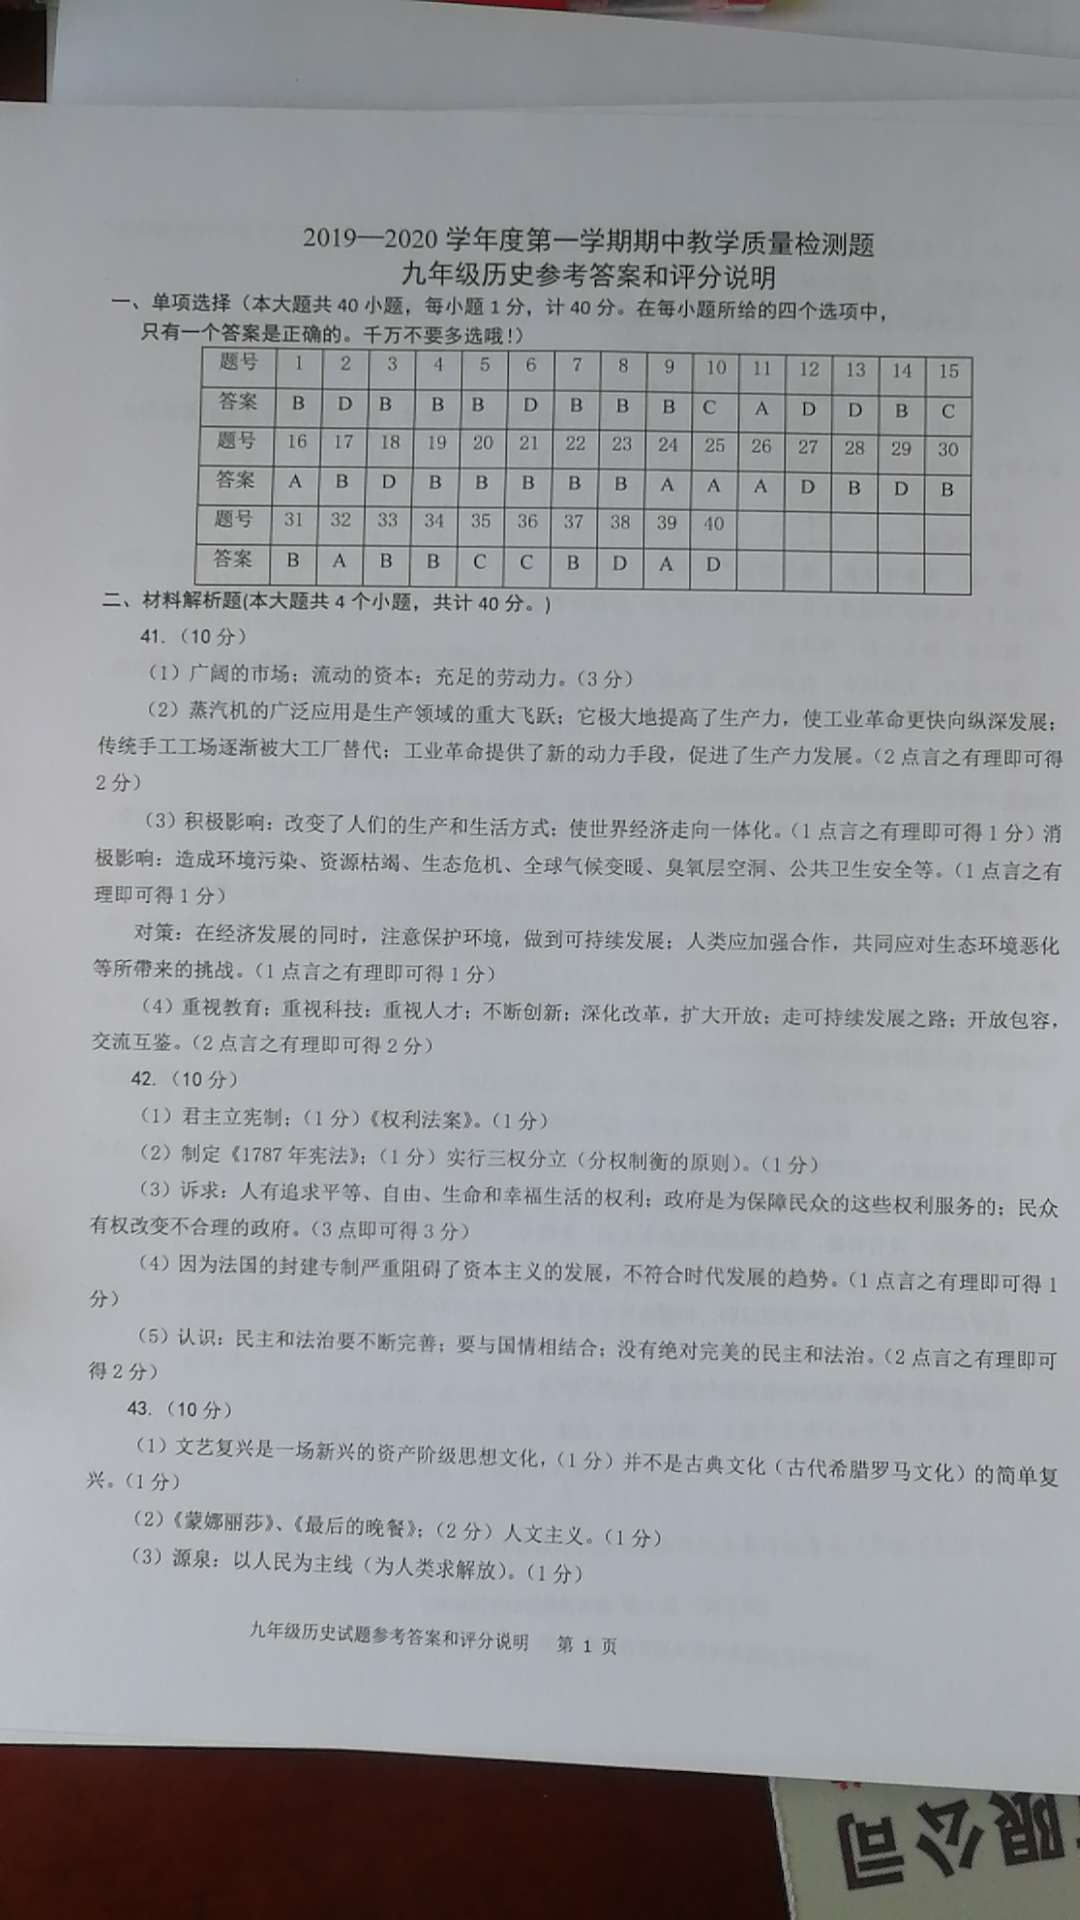 2019—2020 学年度第一学期期中教学质量检测题
九年级历史参考答案和评分说明
一、单项选择（本大题共 40 小题，每小题 1 分，计 40 分。在每小题所给的四个选项中，
只有一个答案是正确的。千万不要多选哦！）
题号 1 2 3 4 5 6 7 8 9 10 11 12 13 14 15
答案 B D B B B D B B B C A D D B C
题号 16 17 18 19 20 21 22 23 24 25 26 27 28 29 30
答案 A B D B B B B B A A A D B D B
题号 31 32 33 34 35 36 37 38 39 40
答案 B A B B C C B D A D
二、材料解析题(本大题共 4 个小题，共计 40 分。)
41.（10 分）
（1）广阔的市场；流动的资本；充足的劳动力。（3 分）
（2）蒸汽机的广泛应用是生产领域的重大飞跃；它极大地提高了生产力，使工业革命更快向纵深发展；
传统手工工场逐渐被大工厂替代；工业革命提供了新的动力手段，促进了生产力发展。（2 点言之有理即可得
2 分）
（3）积极影响：改变了人们的生产和生活方式；使世界经济走向一体化。（1 点言之有理即可得 1 分）消
极影响：造成环境污染、资源枯竭、生态危机、全球气候变暖、臭氧层空洞、公共卫生安全等。（1 点言之有
理即可得 1 分）
对策：在经济发展的同时，注意保护环境，做到可持续发展；人类应加强合作，共同应对生态环境恶化
等所带来的挑战。（1 点言之有理即可得 1 分）
（4）重视教育；重视科技；重视人才；不断创新；深化改革，扩大开放；走可持续发展之路；开放包容，
交流互鉴。（2 点言之有理即可得 2 分）
42.（10 分）
（1）君主立宪制；（1 分）《权利法案》。（1 分）
（2）制定《1787 年宪法》；（1 分）实行三权分立（分权制衡的原则）。（1 分）
（3）诉求：人有追求平等、自由、生命和幸福生活的权利；政府是为保障民众的这些权利服务的；民众
有权改变不合理的政府。（3 点即可得 3 分）
（4）因为法国的封建专制严重阻碍了资本主义的发展，不符合时代发展的趋势。（1 点言之有理即可得 1
分）
（5）认识：民主和法治要不断完善；要与国情相结合；没有绝对完美的民主和法治。（2 点言之有理即可
得 2 分）
43.（10 分）
（1）文艺复兴是一场新兴的资产阶级思想文化，（1 分）并不是古典文化（古代希腊罗马文化）的简单复
兴。（1 分）
（2）《蒙娜丽莎》、《最后的晚餐》；（2 分）人文主义。（1 分）
（3）源泉：以人民为主线（为人类求解放）。（1 分）
九年级历史试题参考答案和评分说明 第 1 页
限公司